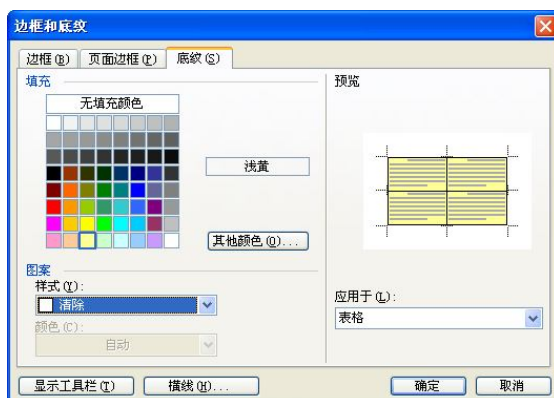 边框和底纹
边框(B)
页面边框(P)
底纹(S)
填充
无填充颜色
浅黄
其他颜色(O)...
图案
样式(Y):
清除
颜色(C):
自动
预览
应用于(L):
表格
显示工具栏(T)
横线(H)...
确定
取消